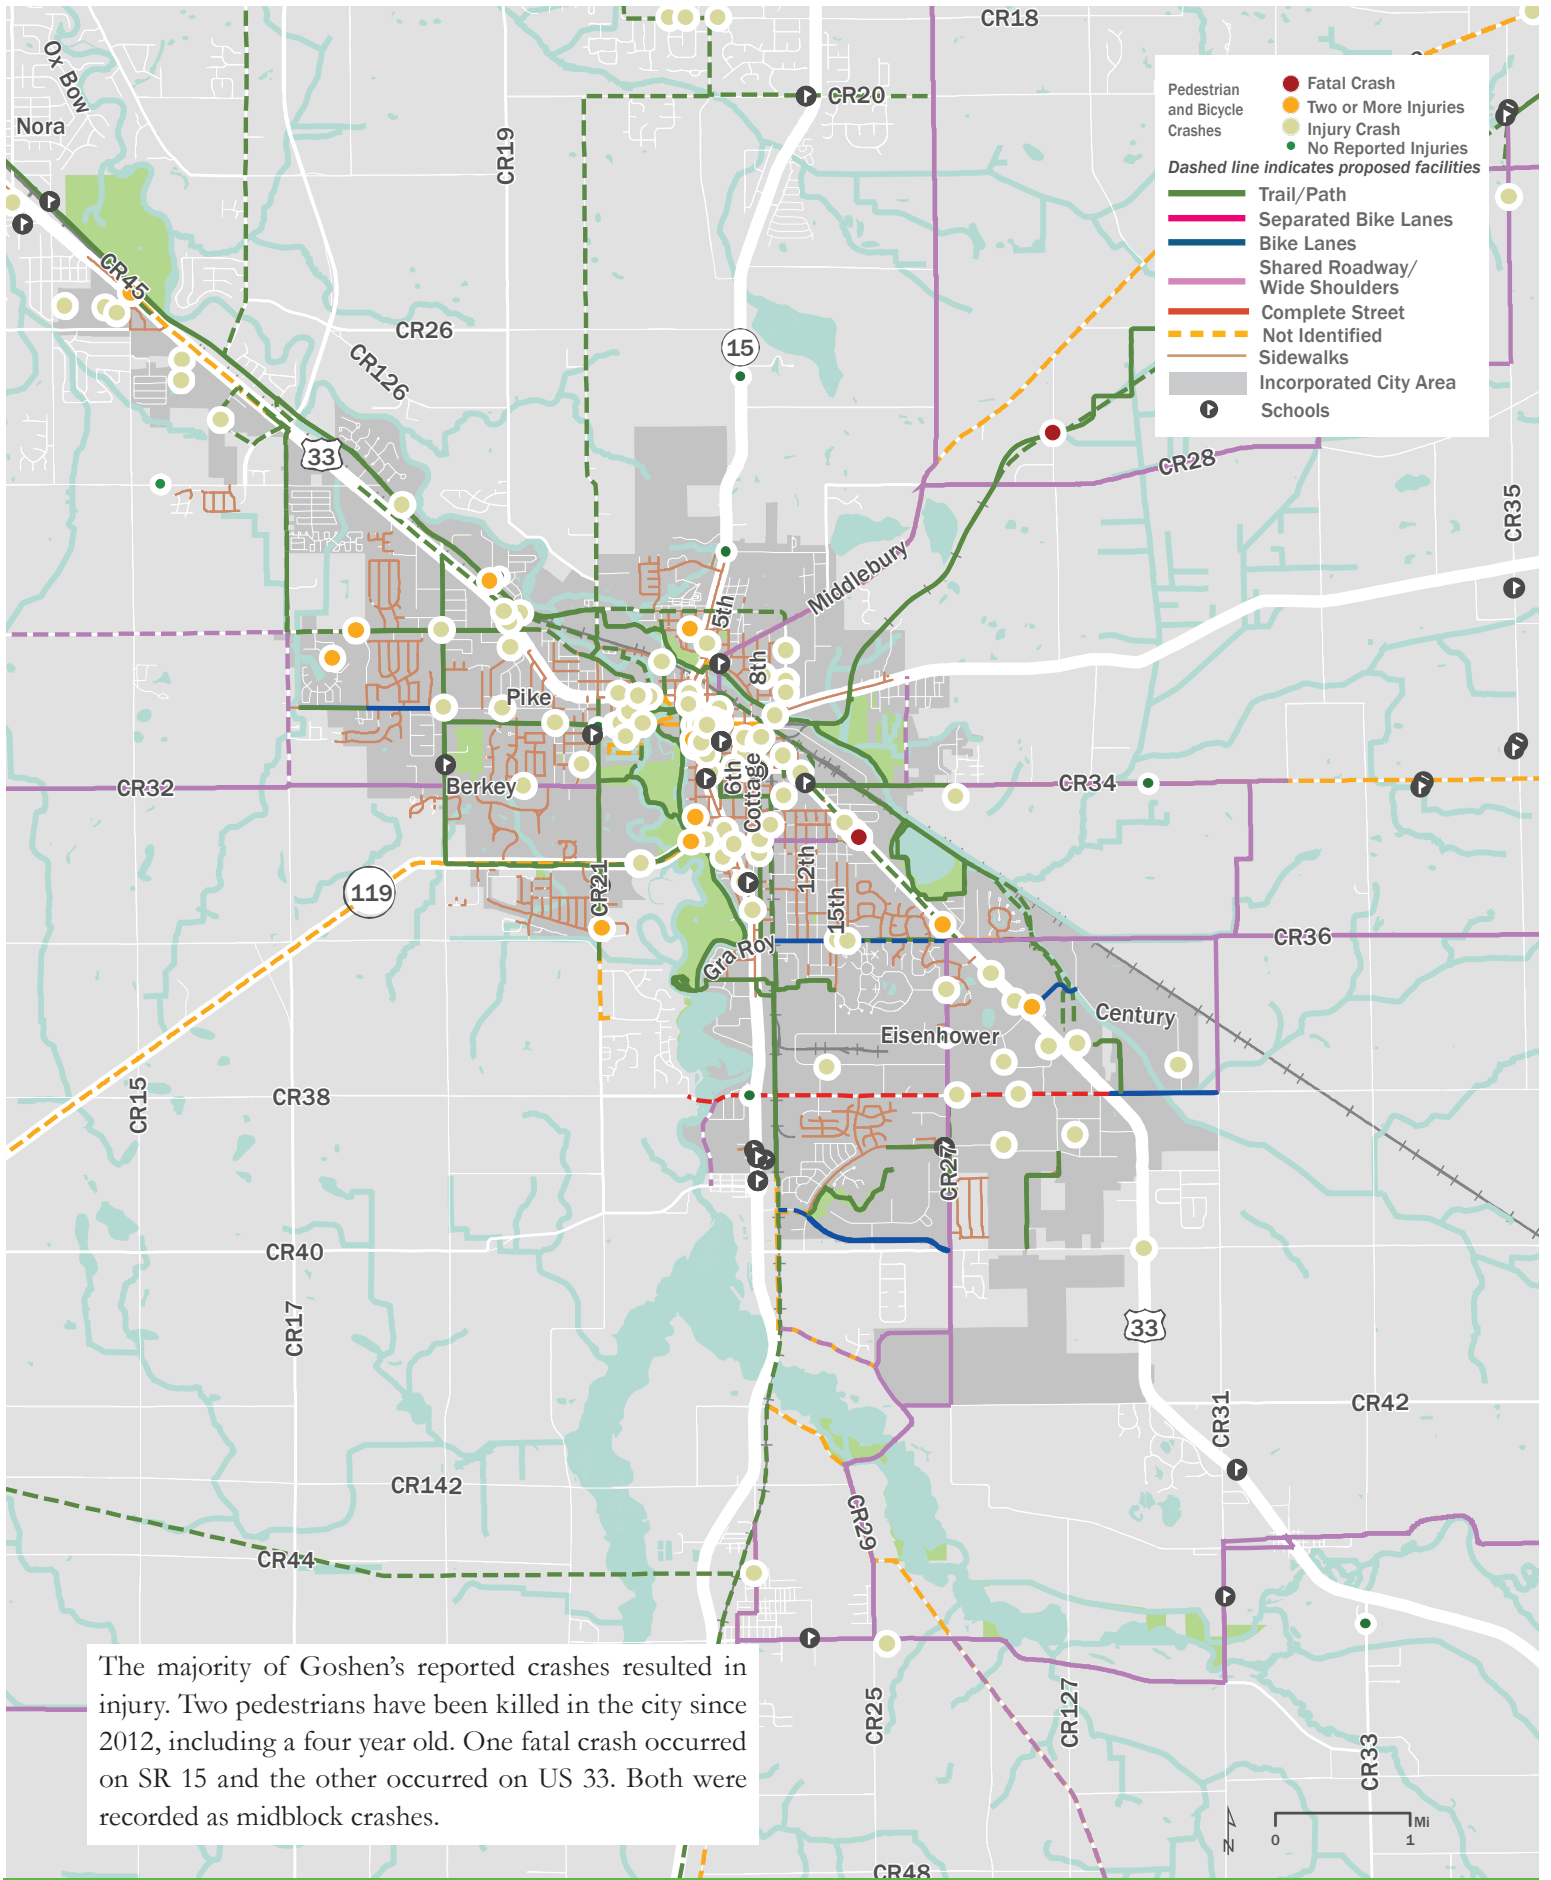 CR18
Ox Bow
Nora
CR20
CR19
Pedestrian
and Bicycle
Crashes
Fatal Crash
Two or More Injuries
Injury Crash
No Reported Injuries
Dashed line indicates proposed facilities
Trail/Path
Separated Bike Lanes
Bike Lanes
Shared Roadway/
Wide Shoulders
Complete Street
Not Identified
Sidewalks
Incorporated City Area
Schools
CR45
CR26
CR126
15
33
CR28
CR35
Middlebury
5th
8th
Pike
CR32
Berkey
6th
Cottage
CR34
119
CR21
12th
15th
Gra Roy
CR36
Century
Eisenhower
CR15
CR38
CR27
CR40
CR17
33
CR31
CR42
CR142
CR29
CR44
The majority of Goshen's reported crashes resulted in
injury. Two pedestrians have been killed in the city since
2012, including a four year old. One fatal crash occurred
on SR 15 and the other occurred on US 33. Both were
recorded as midblock crashes.
CR25
CR127
CR33
N
0
1
Mi
CR48